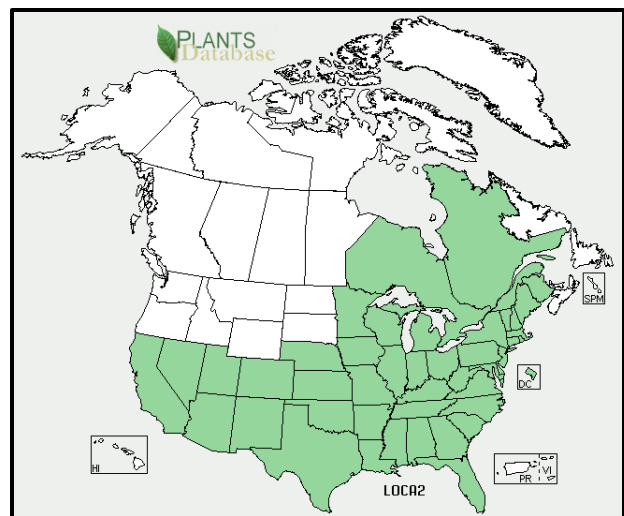 PLANTS
Database
SPM
DC
HI
PR
VI
LOCA2